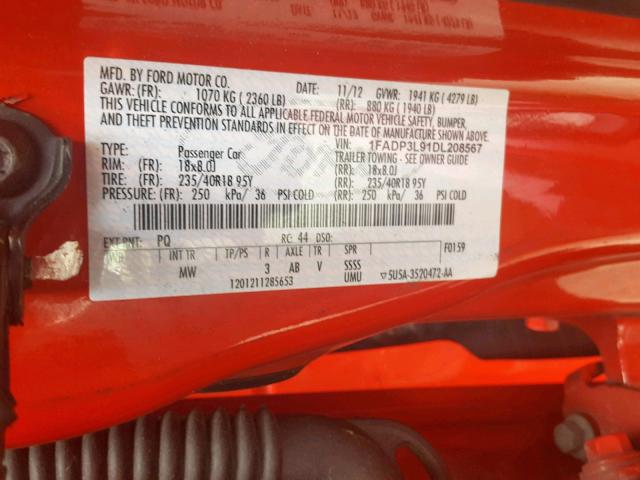 MFD. BY FORD MOTOR CO.
DATE: 11/12 GVWR: 1941 KG ( 4279 LB)
GAWR: (FR): 1070 KG ( 2360 LB)
(RR): 880 KG ( 1940 LB)
THIS VEHICLE CONFORMS TO ALL APPLICABLE FEDERAL MOTOR VEHICLE SAFETY, BUMPER,
AND THEFT PREVENTION STANDARDS IN EFFECT ON THE DATE OF MANUFACTURE SHOWN ABOVE.
VIN: 1FADP3L91DL208567
TYPE: Passenger Car TRAILER TOWING - SEE OWNER GUIDE
RIM: 18x8.0J (RR): 18x8.0J
TIRE: 235/40R18 95Y (RR): 235/40R18 95Y
PRESSURE: (FR): 250 kPa/ 36 PSI COLD (RR): 250 kPa/ 36 PSI COLD
EXT PNT: PQ RC: 44 DSO: F0159
INT TR TP/PS R AXLE TR SPR
MW 3 AB V SSSS
1201211285653 UMU 5U5A-3520472-AA